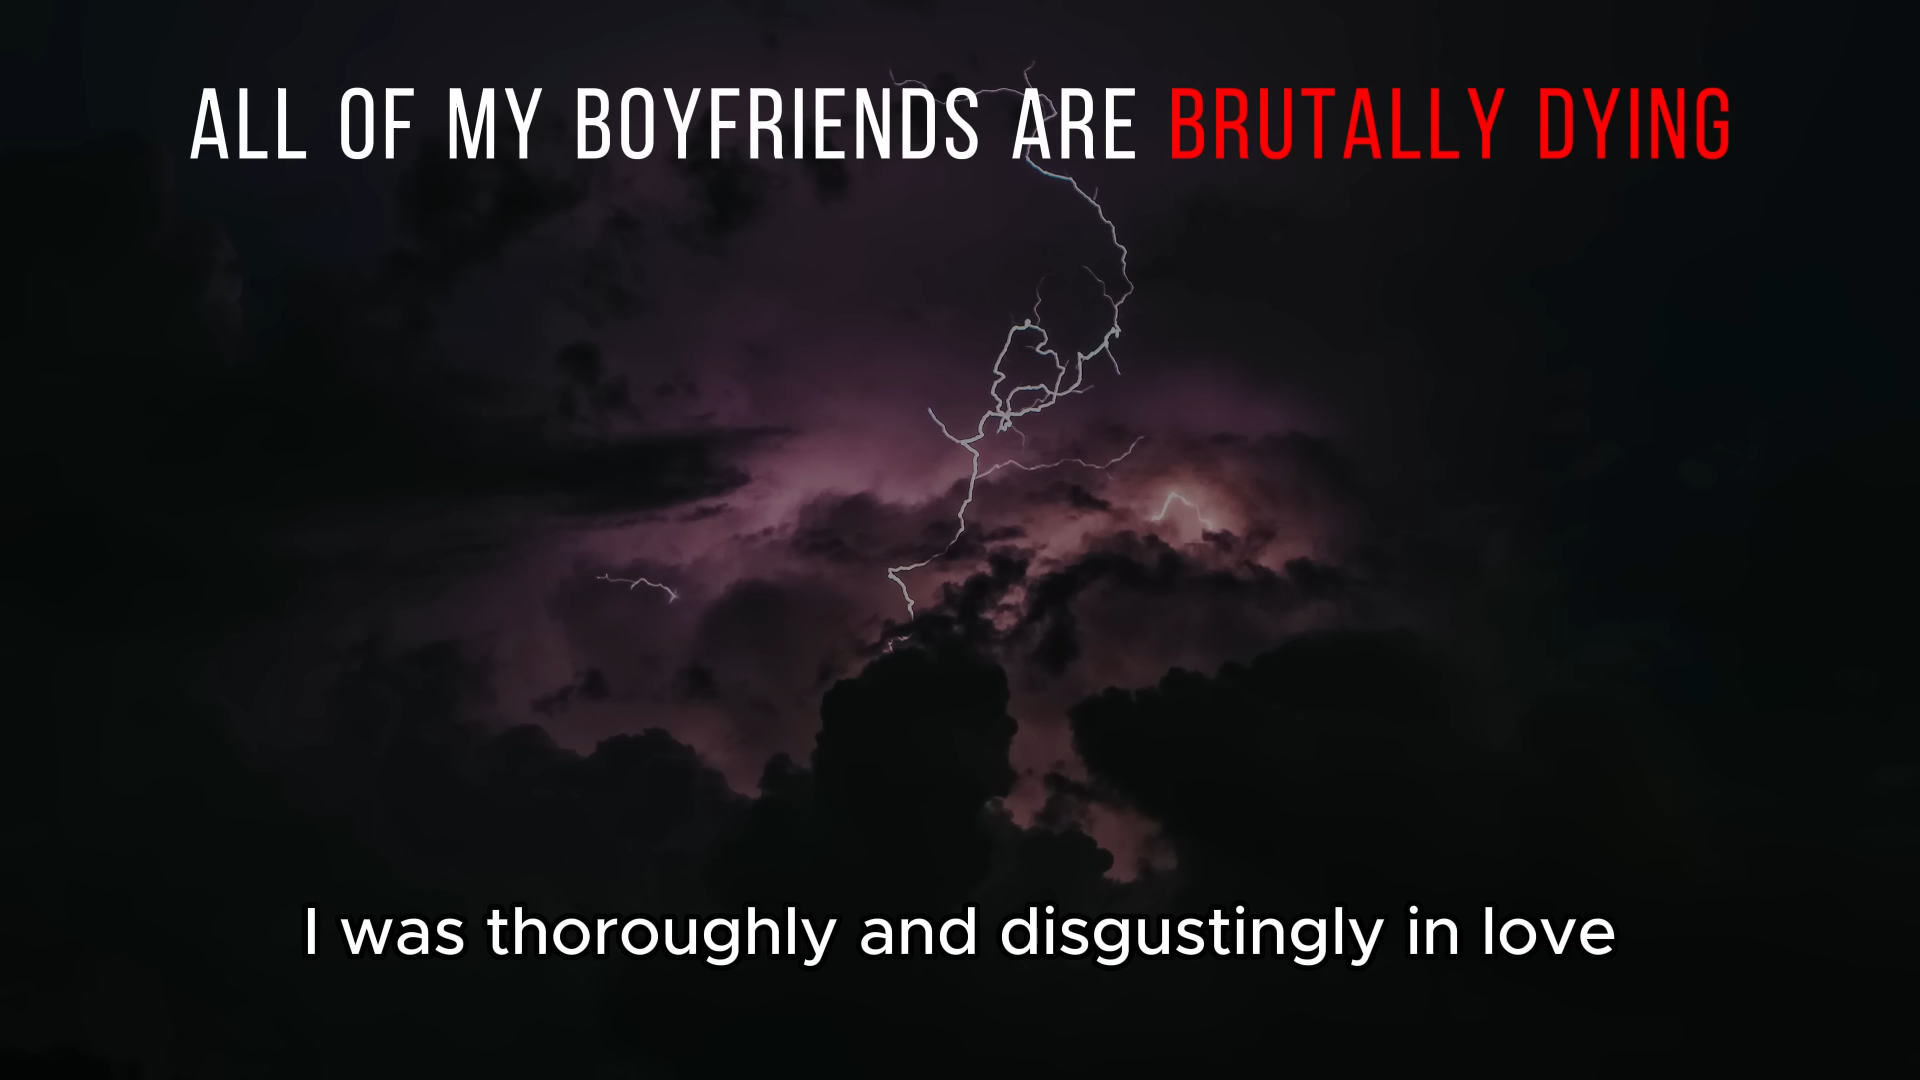 ALL OF MY BOYFRIENDS ARE BRUTALLY DYING
I was thoroughly and disgustingly in love